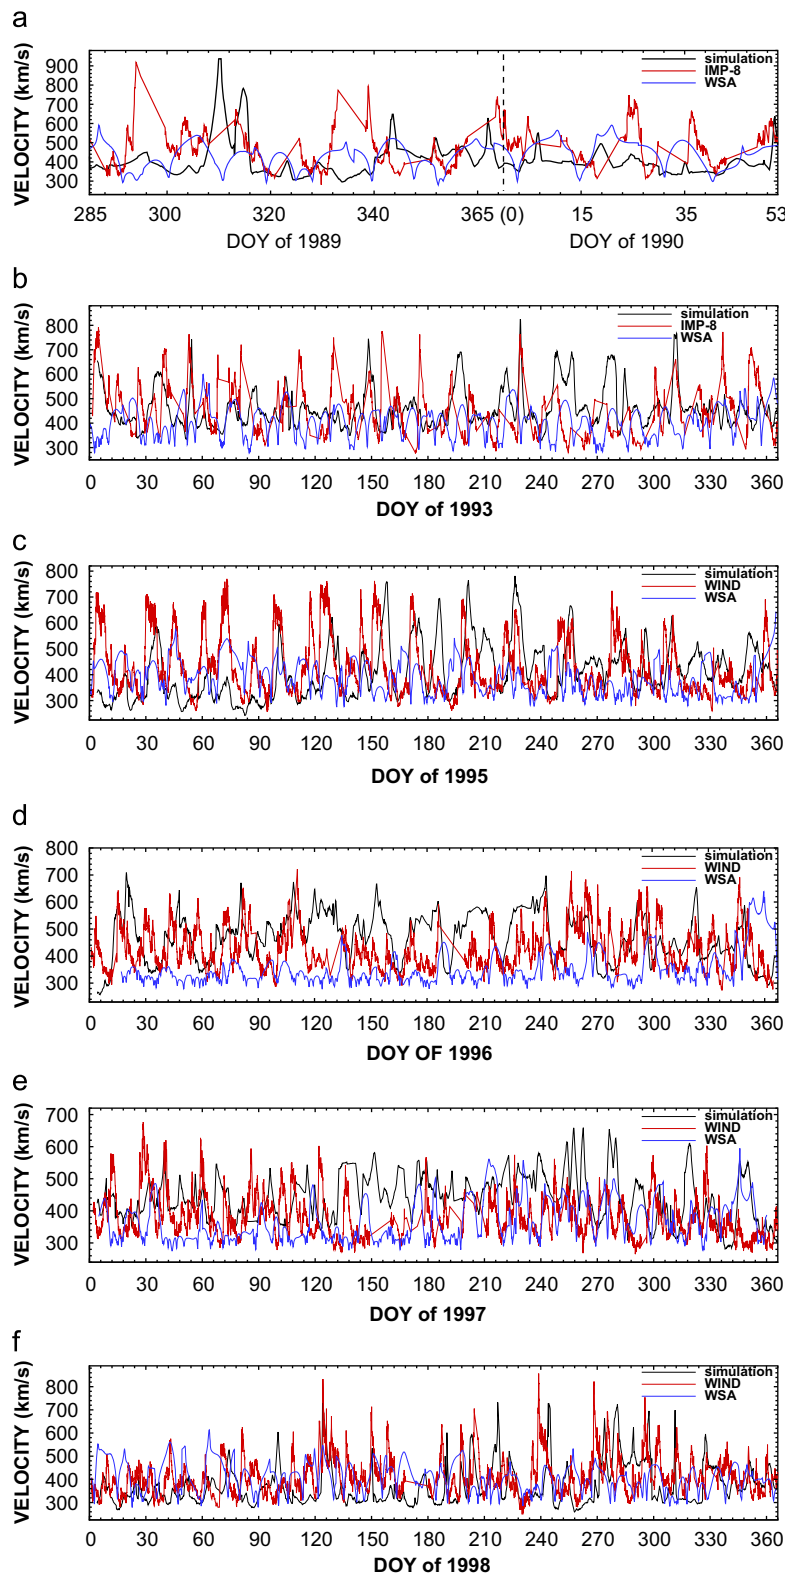 a
VELOCITY (km/s)
900
800
700
600
500
400
300
simulation
IMP-8
WSA
285 300 320 340 365 (0) 15 35 53
DOY of 1989 DOY of 1990
b
VELOCITY (km/s)
800
700
600
500
400
300
simulation
IMP-8
WSA
0 30 60 90 120 150 180 210 240 270 300 330 360
DOY of 1993
c
VELOCITY (km/s)
800
700
600
500
400
300
simulation
WIND
WSA
0 30 60 90 120 150 180 210 240 270 300 330 360
DOY of 1995
d
VELOCITY (km/s)
800
700
600
500
400
300
simulation
WIND
WSA
0 30 60 90 120 150 180 210 240 270 300 330 360
DOY OF 1996
e
VELOCITY (km/s)
700
600
500
400
300
simulation
WIND
WSA
0 30 60 90 120 150 180 210 240 270 300 330 360
DOY of 1997
f
VELOCITY (km/s)
800
700
600
500
400
300
simulation
WIND
WSA
0 30 60 90 120 150 180 210 240 270 300 330 360
DOY of 1998